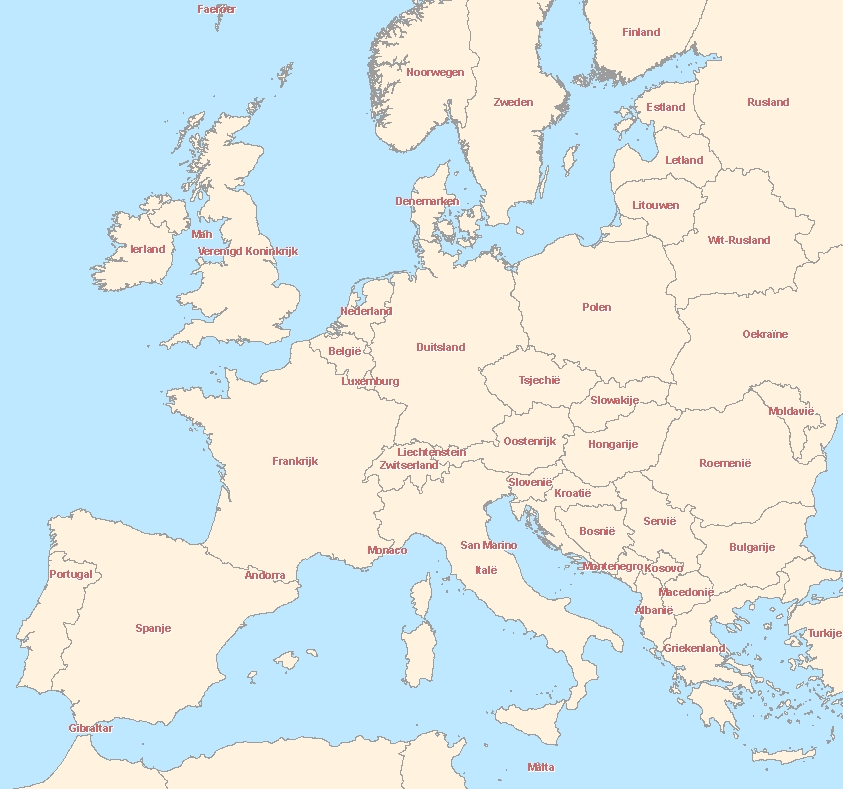 Faeröer
Finland
Noorwegen
Zweden
Estland
Rusland
Letland
Denemarken
Litouwen
Man
Ierland
Verenigd Koninkrijk
Wit-Rusland
Nederland
Polen
Oekraïne
België
Duitsland
Luxemburg
Tsjechië
Slowakije
Moldavië
Oostenrijk
Hongarije
Liechtenstein
Zwitserland
Frankrijk
Roemenië
Slovenië
Kroatië
Servië
Bosnië
Monaco
San Marino
Bulgarije
Italë
Montenegro
Kosovo
Portugal
Andorra
Macedonië
Albanië
Spanje
Turkije
Griekenland
Gibraltar
Malta